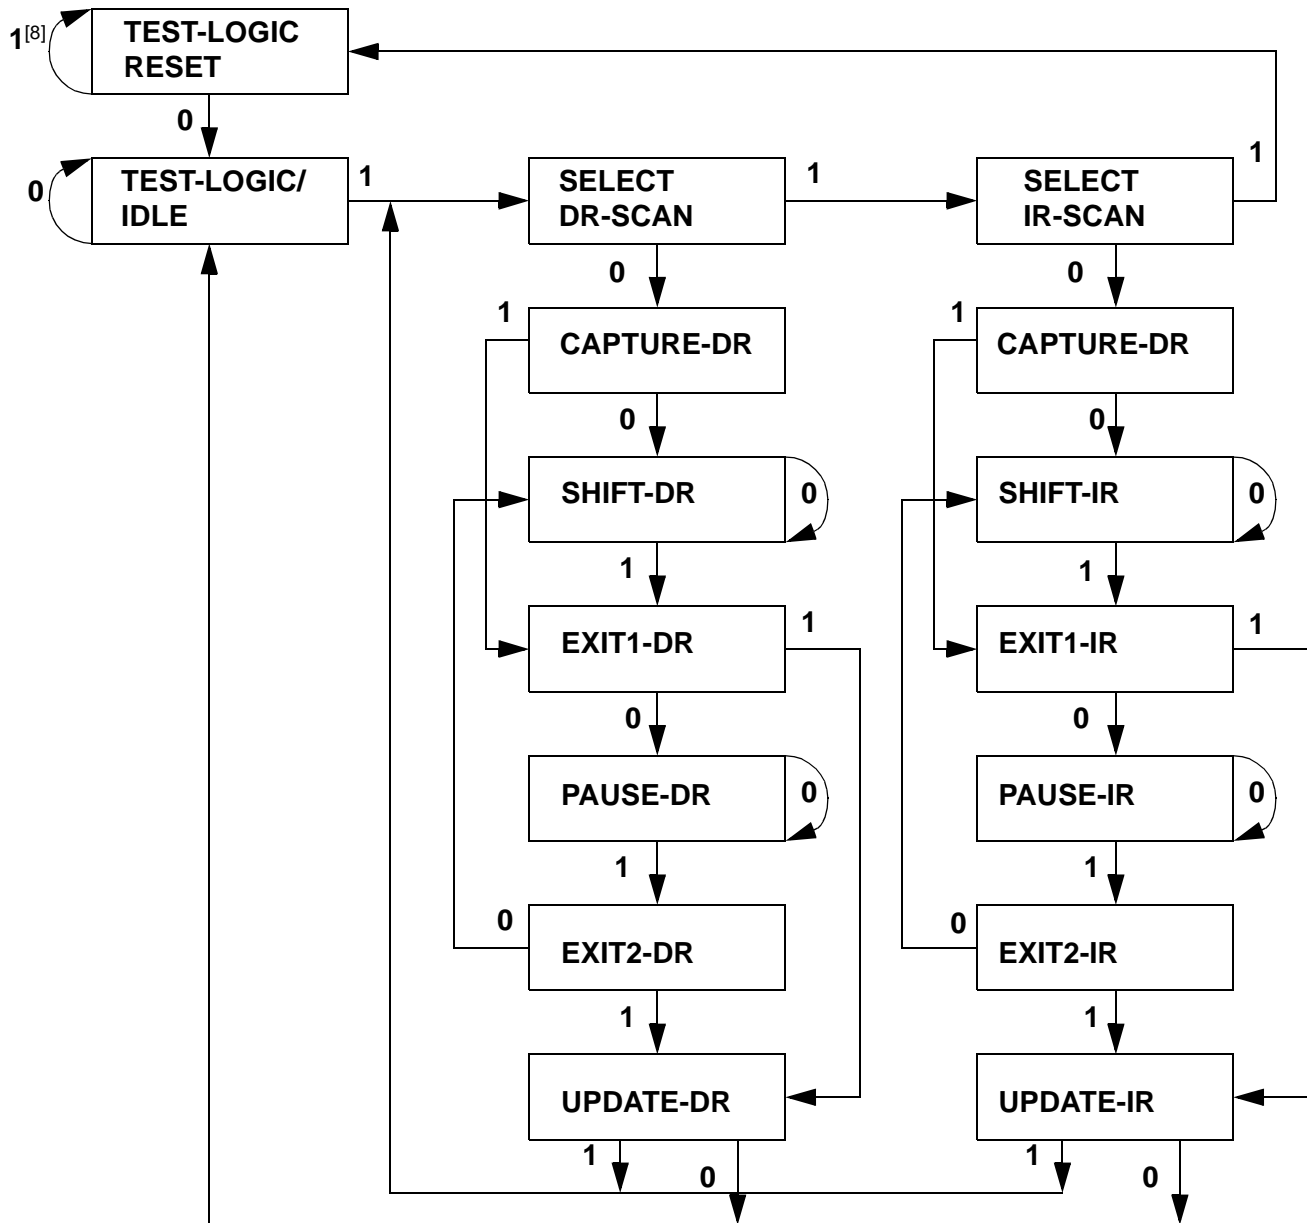 1[8]
TEST-LOGIC
RESET
0
0
TEST-LOGIC/
IDLE
1
SELECT
DR-SCAN
1
SELECT
IR-SCAN
1
0
0
1
CAPTURE-DR
1
CAPTURE-DR
0
0
SHIFT-DR
0
SHIFT-IR
0
1
1
EXIT1-DR
1
EXIT1-IR
1
0
0
PAUSE-DR
0
PAUSE-IR
0
1
1
0
EXIT2-DR
0
EXIT2-IR
1
1
UPDATE-DR
UPDATE-IR
1
0
1
0